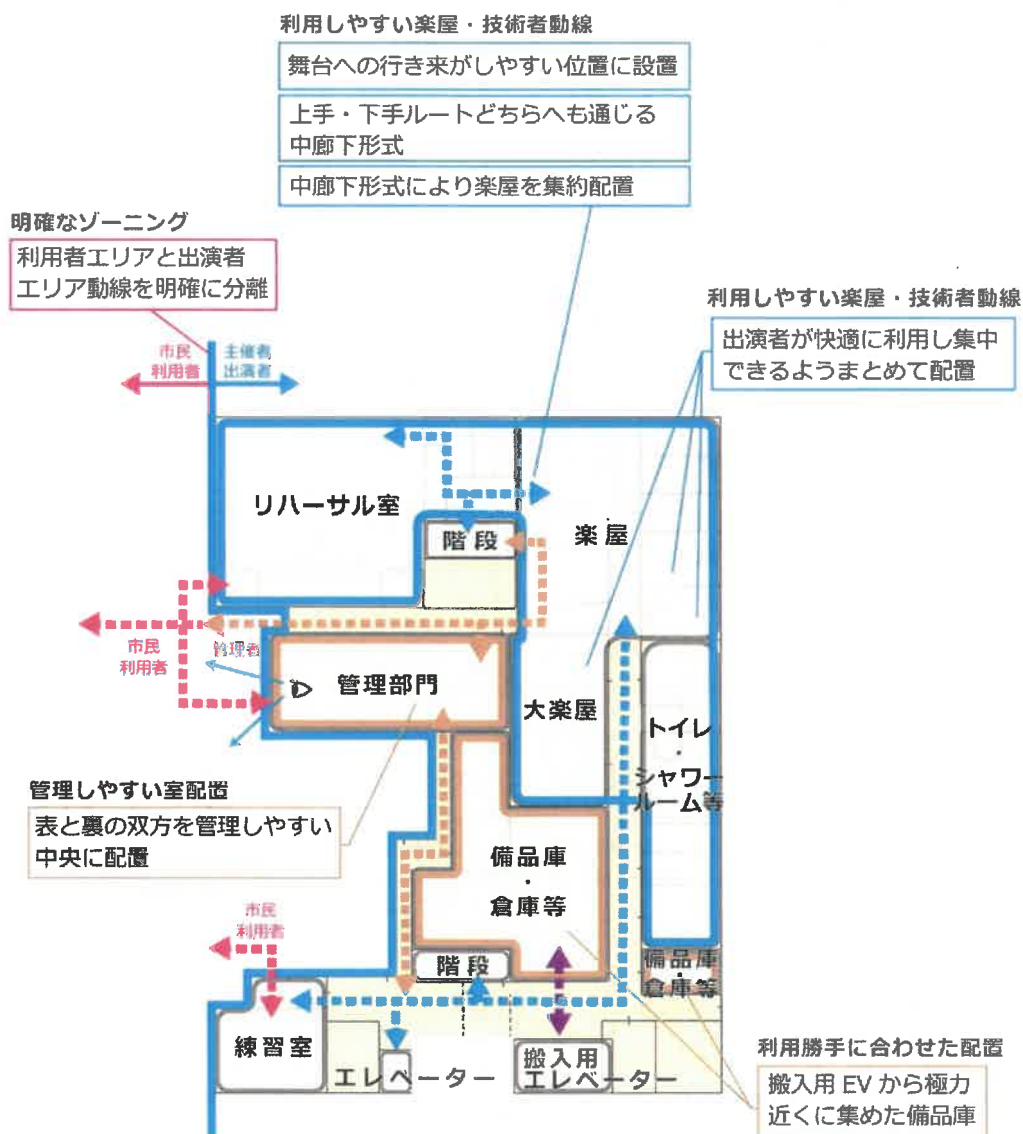 利用しやすい楽屋・技術者動線
舞台への行き来がしやすい位置に設置
上手・下手ルートどちらへも通じる
中廊下形式
中廊下形式により楽屋を集約配置
明確なゾーニング
利用者エリアと出演者
エリア動線を明確に分離
利用しやすい楽屋・技術者動線
出演者が快適に利用し集中
できるようまとめて配置
市民
利用者
主催者
出演者
リハーサル室
階段
楽屋
市民
利用者
管理者
管理部門
大楽屋
トイレ
・
シャワー
ルーム等
管理しやすい室配置
表と裏の双方を管理しやすい
中央に配置
備品庫
・
倉庫等
市民
利用者
階段
備品庫
・
倉庫等
練習室
エレベーター
搬入用
エレベーター
利用勝手に合わせた配置
搬入用 EV から極力
近くに集めた備品庫